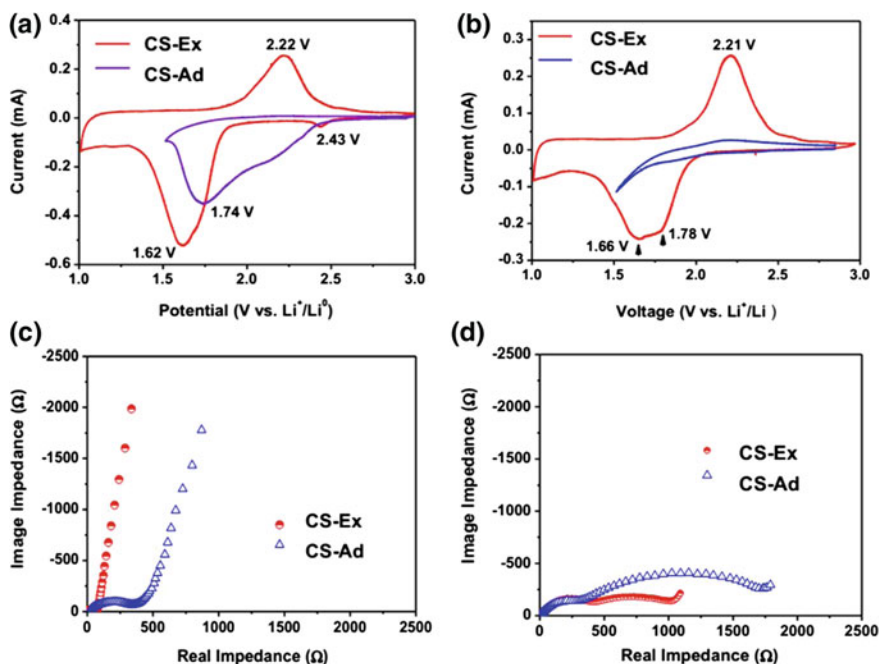 (a)
0.4
0.2
0.0
-0.2
-0.4
-0.6
Current (mA)
CS-Ex
CS-Ad
2.22 V
2.43 V
1.74 V
1.62 V
1.0 1.5 2.0 2.5 3.0
Potential (V vs. Li⁺/Li⁰)
(b)
0.3
0.2
0.1
0.0
-0.1
-0.2
-0.3
Current (mA)
CS-Ex
CS-Ad
2.21 V
1.66 V
1.78 V
1.0 1.5 2.0 2.5 3.0
Voltage (V vs. Li⁺/Li )
(c)
-2500
-2000
-1500
-1000
-500
0
Image Impedance (Ω)
CS-Ex
CS-Ad
0 500 1000 1500 2000 2500
Real Impedance (Ω)
(d)
-2500
-2000
-1500
-1000
-500
0
Image Impedance (Ω)
CS-Ex
CS-Ad
0 500 1000 1500 2000 2500
Real Impedance (Ω)